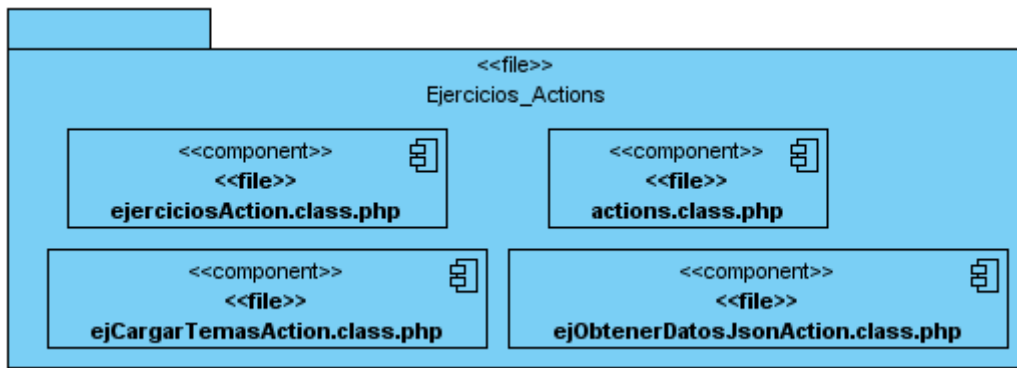 <<file>>
Ejercicios_Actions
<<component>>
<<file>>
ejerciciosAction.class.php
<<component>>
<<file>>
actions.class.php
<<component>>
<<file>>
ejCargarTemasAction.class.php
<<component>>
<<file>>
ejObtenerDatosJsonAction.class.php